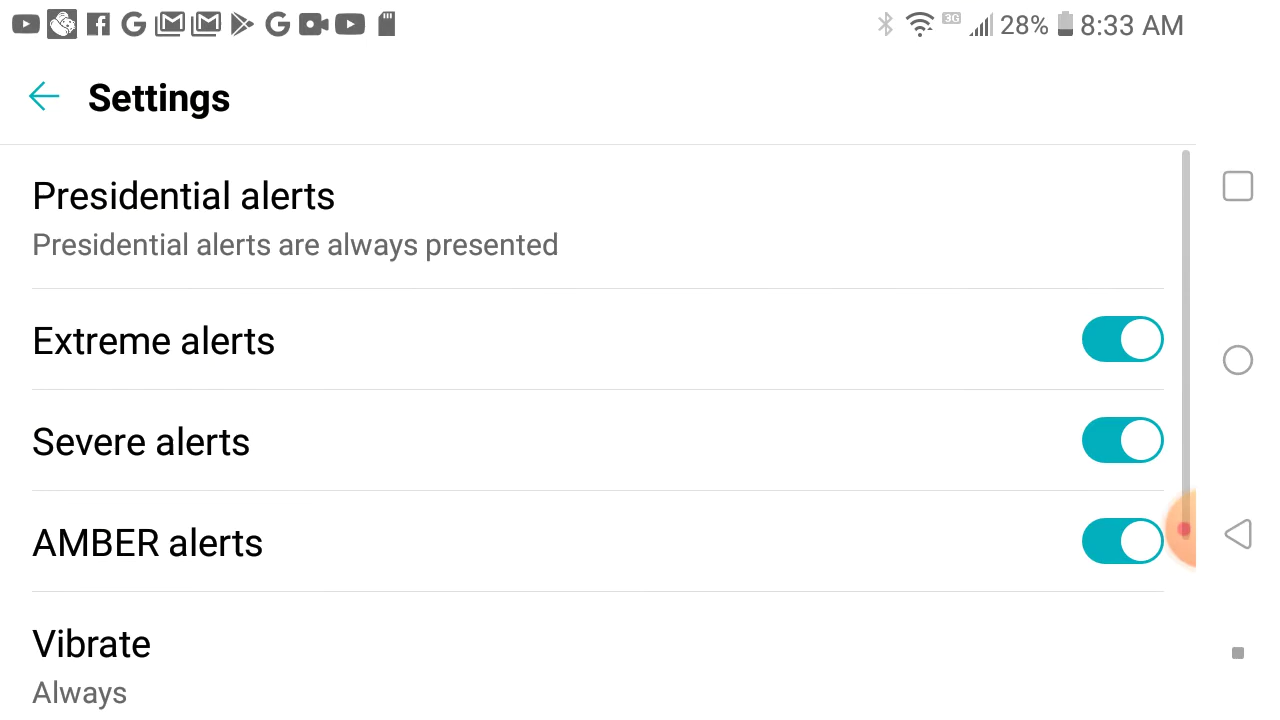 3G 28% 8:33 AM
Settings
Presidential alerts
Presidential alerts are always presented
Extreme alerts
Severe alerts
AMBER alerts
Vibrate
Always